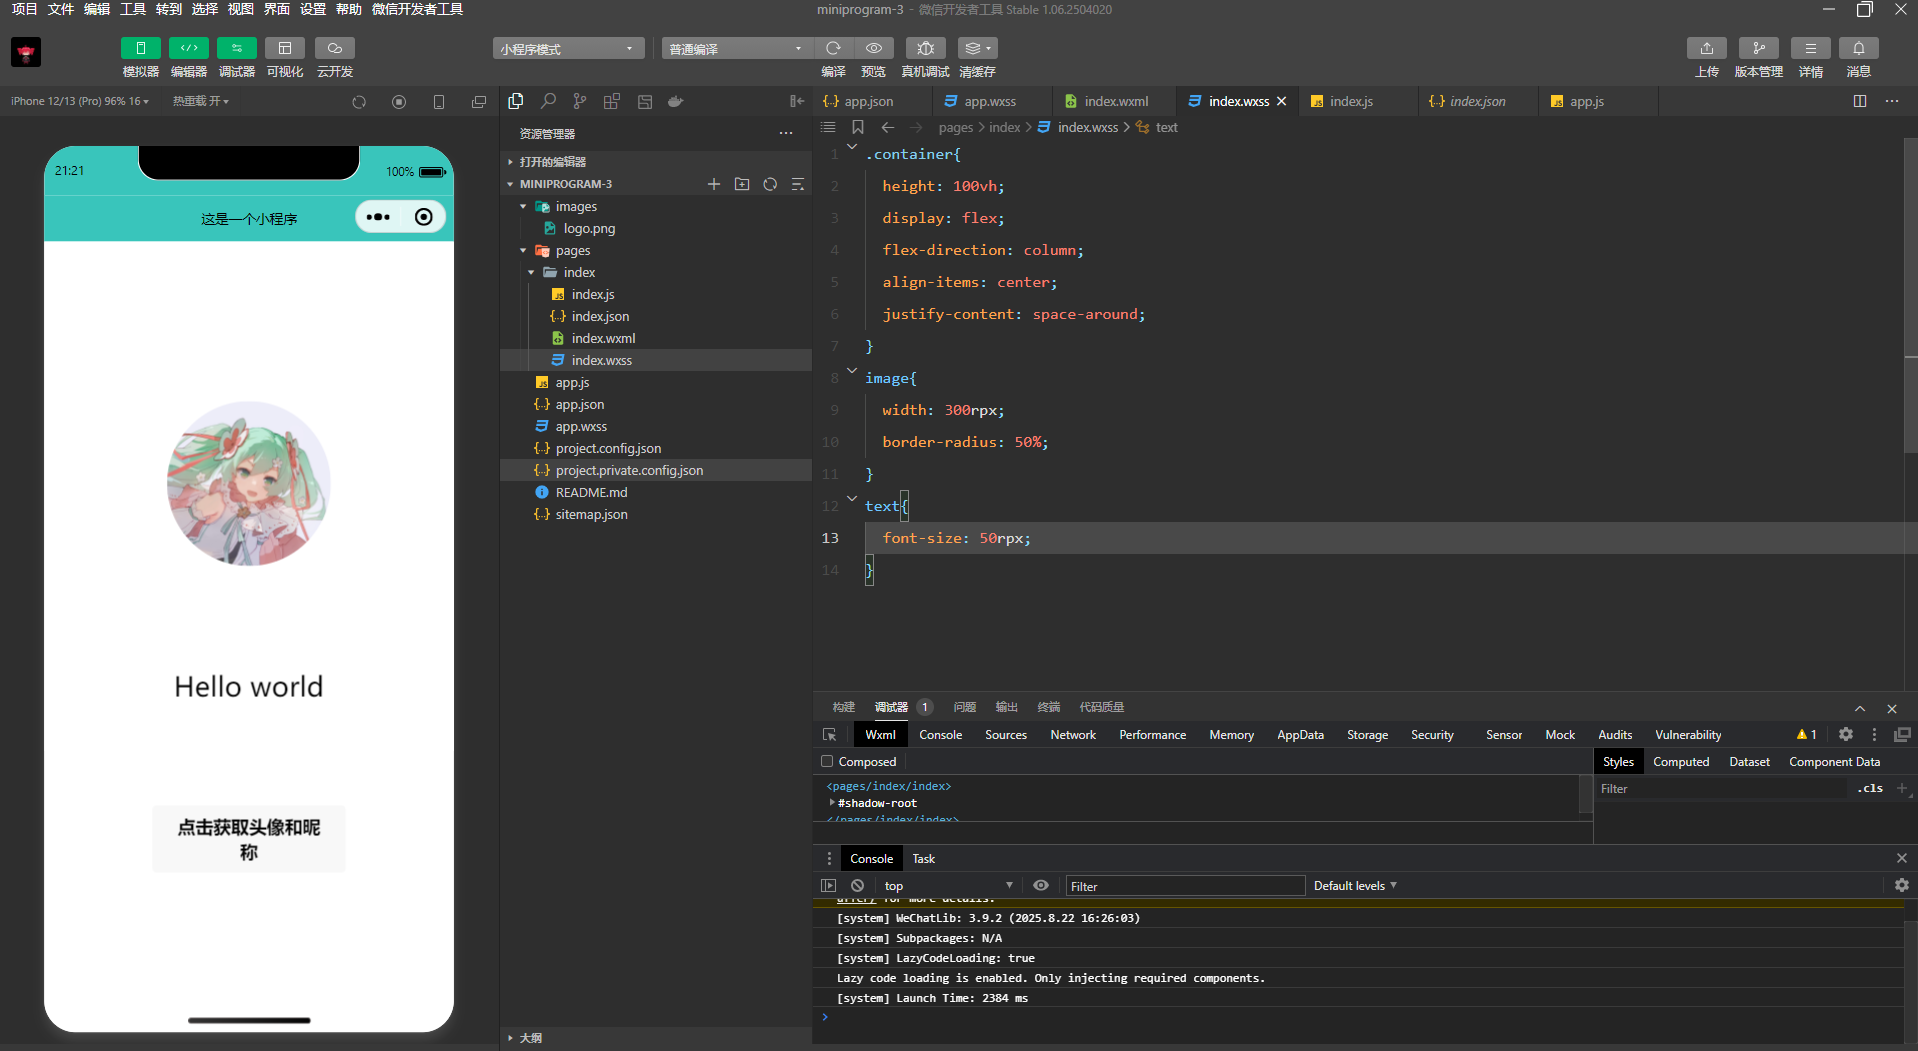 项目 文件 编辑 工具 转到 选择 视图 界面 设置 帮助 微信开发者工具
miniprogram-3 - 微信开发者工具 Stable 1.06.2504020
模拟器 编辑器 调试器 可视化 云开发
小程序模式
普通编译
编译 预览 真机调试 清缓存
上传 版本管理 详情 消息
iPhone 12/13 (Pro) 96% 16
热重载 开
21:21
100%
这是一个小程序
Hello world
点击获取头像和昵
称
资源管理器
打开的编辑器
MINIPROGRAM-3
images
logo.png
pages
index
index.js
index.json
index.wxml
index.wxss
app.js
app.json
app.wxss
project.config.json
project.private.config.json
README.md
sitemap.json
大纲
app.json app.wxss index.wxml index.wxss index.js index.json app.js
pages index index.wxss text
1 .container{
2 height: 100vh;
3 display: flex;
4 flex-direction: column;
5 align-items: center;
6 justify-content: space-around;
7 }
8 image{
9 width: 300rpx;
10 border-radius: 50%;
11 }
12 text{
13 font-size: 50rpx;
14 }
构建 调试器 1 问题 输出 终端 代码质量
Wxml Console Sources Network Performance Memory AppData Storage Security Sensor Mock Audits Vulnerability 1
Composed
<pages/index/index>
#shadow-root
</pages/index/index>
Styles Computed Dataset Component Data
Filter .cls
Console Task
top Filter Default levels
for more details.
[system] WeChatLib: 3.9.2 (2025.8.22 16:26:03)
[system] Subpackages: N/A
[system] LazyCodeLoading: true
Lazy code loading is enabled. Only injecting required components.
[system] Launch Time: 2384 ms